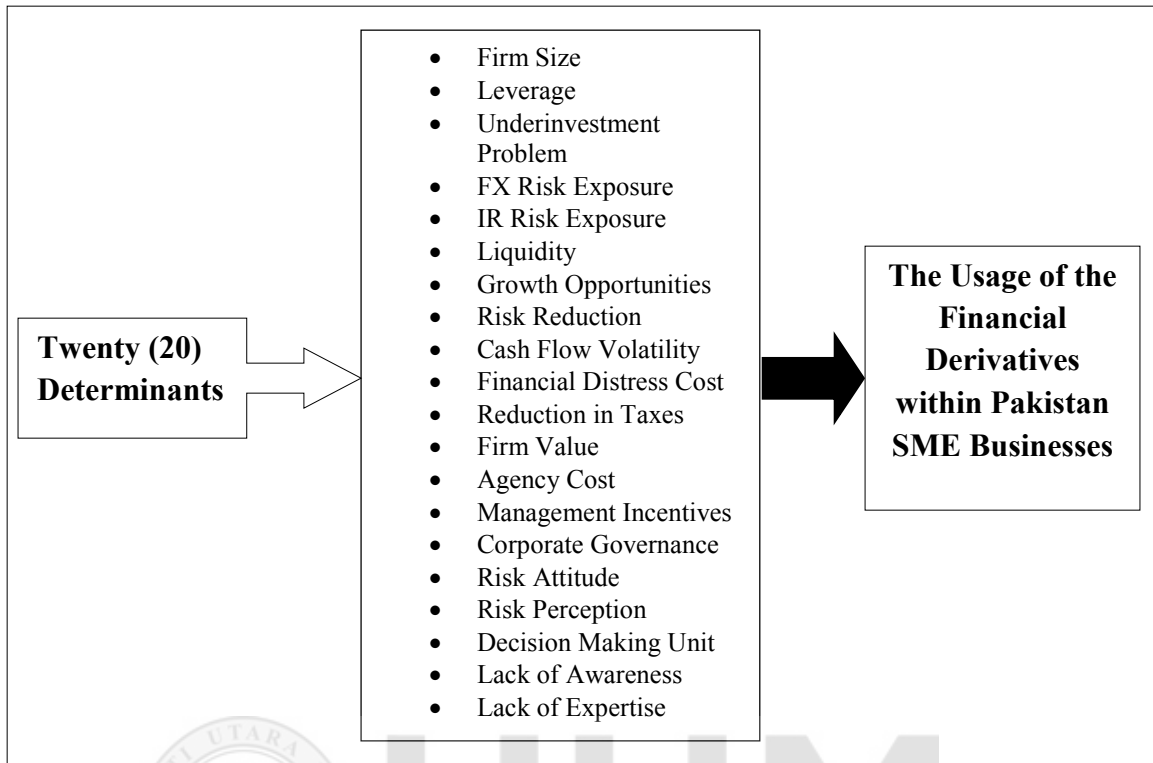 Twenty (20)
Determinants
• Firm Size
• Leverage
• Underinvestment
Problem
• FX Risk Exposure
• IR Risk Exposure
• Liquidity
• Growth Opportunities
• Risk Reduction
• Cash Flow Volatility
• Financial Distress Cost
• Reduction in Taxes
• Firm Value
• Agency Cost
• Management Incentives
• Corporate Governance
• Risk Attitude
• Risk Perception
• Decision Making Unit
• Lack of Awareness
• Lack of Expertise
The Usage of the
Financial
Derivatives
within Pakistan
SME Businesses
UTARA